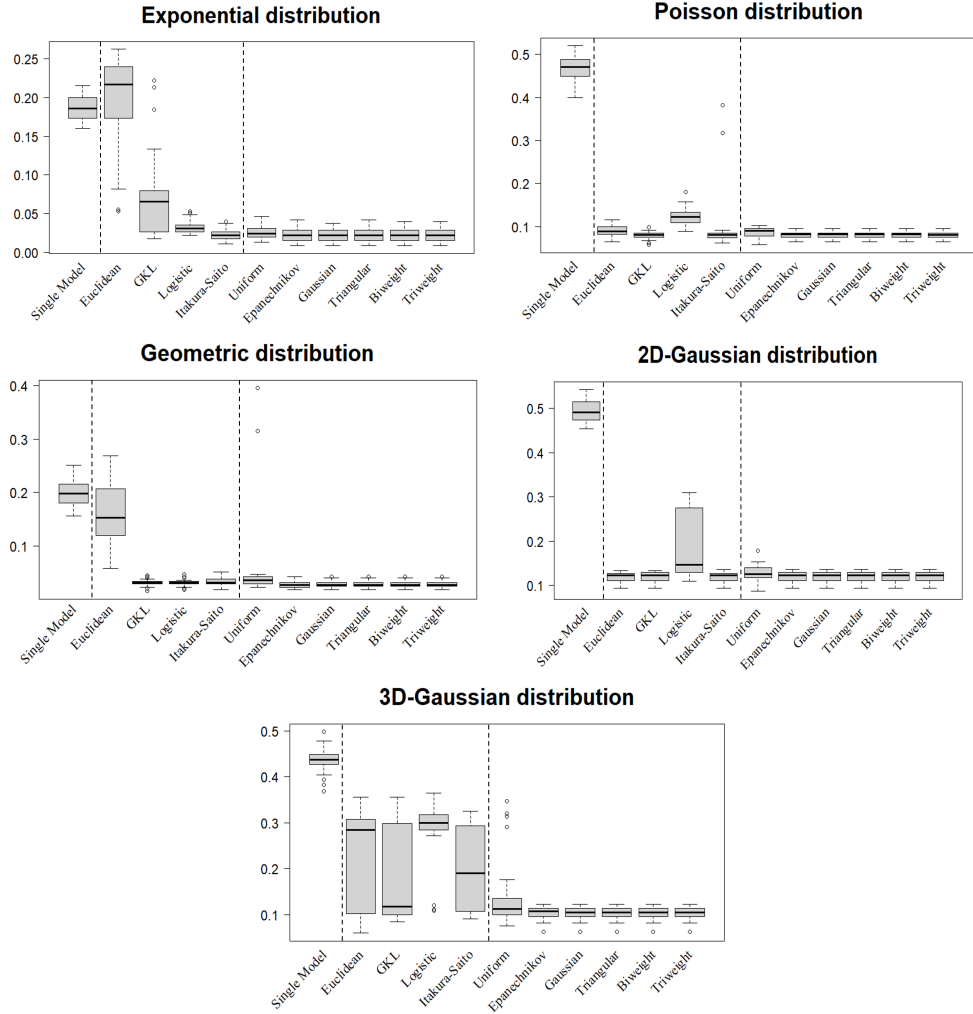 Exponential distribution
0.25
0.20
0.15
0.10
0.05
0.00
Single Model
Euclidean
GKL
Logistic
Itakura-Saito
Uniform
Epanechnikov
Gaussian
Triangular
Biweight
Triweight
Poisson distribution
0.5
0.4
0.3
0.2
0.1
Single Model
Euclidean
GKL
Logistic
Itakura-Saito
Uniform
Epanechnikov
Gaussian
Triangular
Biweight
Triweight
Geometric distribution
0.4
0.3
0.2
0.1
Single Model
Euclidean
GKL
Logistic
Itakura-Saito
Uniform
Epanechnikov
Gaussian
Triangular
Biweight
Triweight
2D-Gaussian distribution
0.5
0.4
0.3
0.2
0.1
Single Model
Euclidean
GKL
Logistic
Itakura-Saito
Uniform
Epanechnikov
Gaussian
Triangular
Biweight
Triweight
3D-Gaussian distribution
0.5
0.4
0.3
0.2
0.1
Single Model
Euclidean
GKL
Logistic
Itakura-Saito
Uniform
Epanechnikov
Gaussian
Triangular
Biweight
Triweight